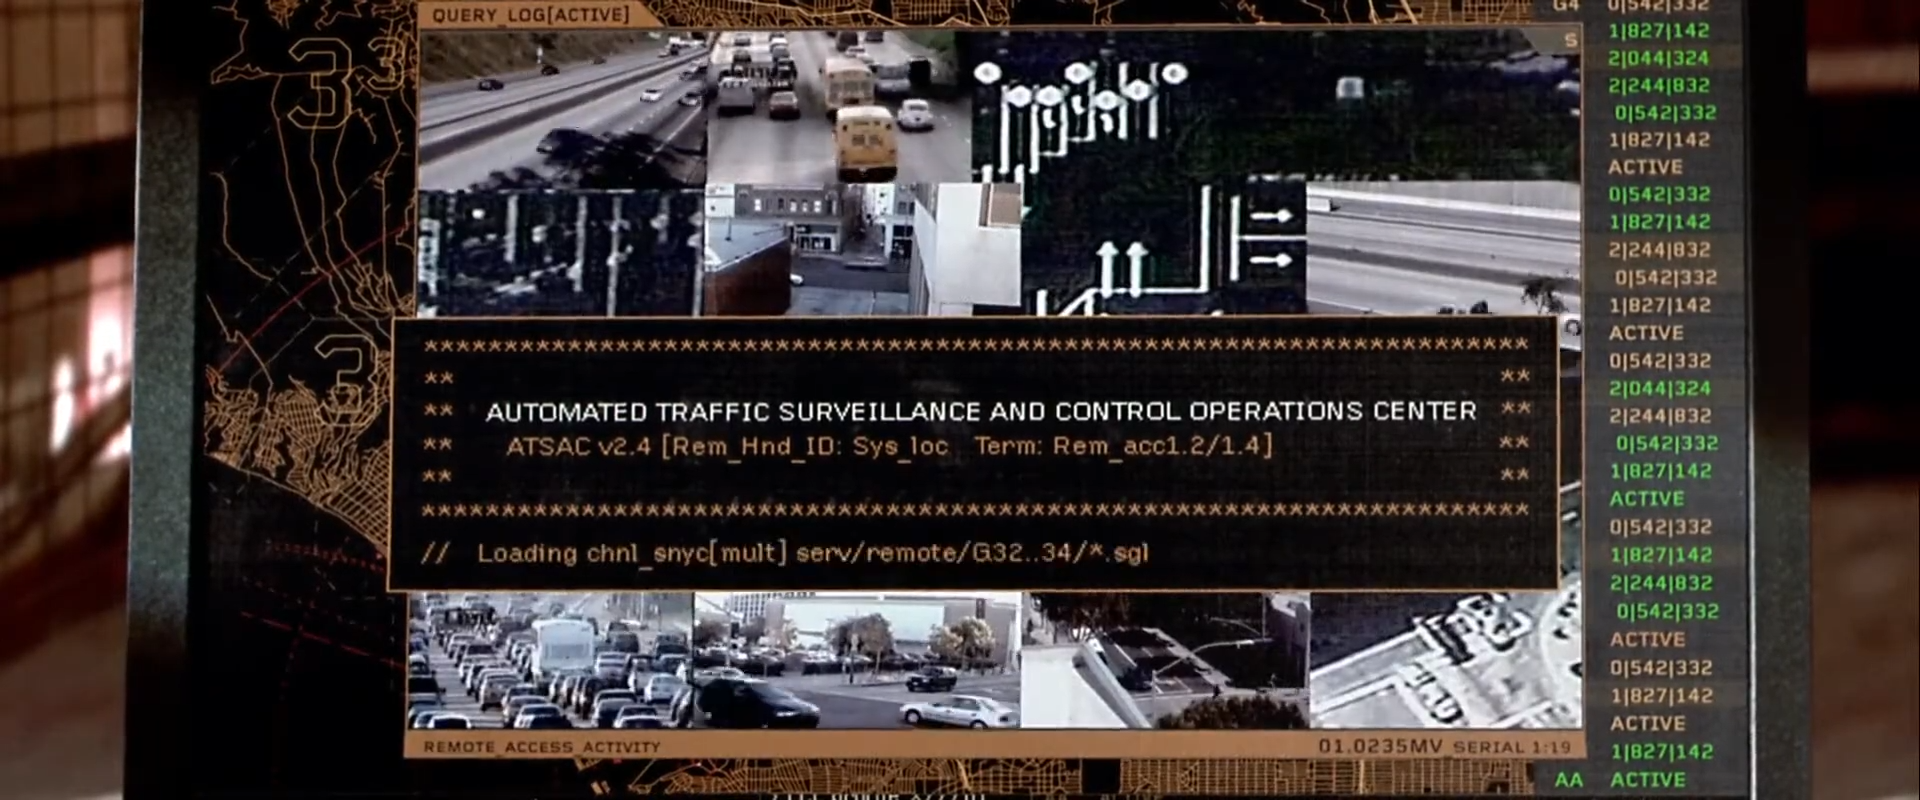 QUERY_LOG[ACTIVE]
S
**********************************************************************
** **
** AUTOMATED TRAFFIC SURVEILLANCE AND CONTROL OPERATIONS CENTER **
** ATSAC v2.4 [Rem_Hnd_ID: Sys_loc Term: Rem_acc1.2/1.4] **
** **
**********************************************************************
// Loading chnl_snyc[mult] serv/remote/G32..34/*.sgl
REMOTE_ACCESS_ACTIVITY 01.0235MV SERIAL 1:19
33
3
G4 0|542|332
1|827|142
2|044|324
2|244|832
0|542|332
1|827|142
ACTIVE
0|542|332
1|827|142
2|244|832
0|542|332
1|827|142
ACTIVE
0|542|332
2|044|324
2|244|832
0|542|332
1|827|142
ACTIVE
0|542|332
1|827|142
2|244|832
0|542|332
ACTIVE
0|542|332
1|827|142
ACTIVE
1|827|142
AA ACTIVE